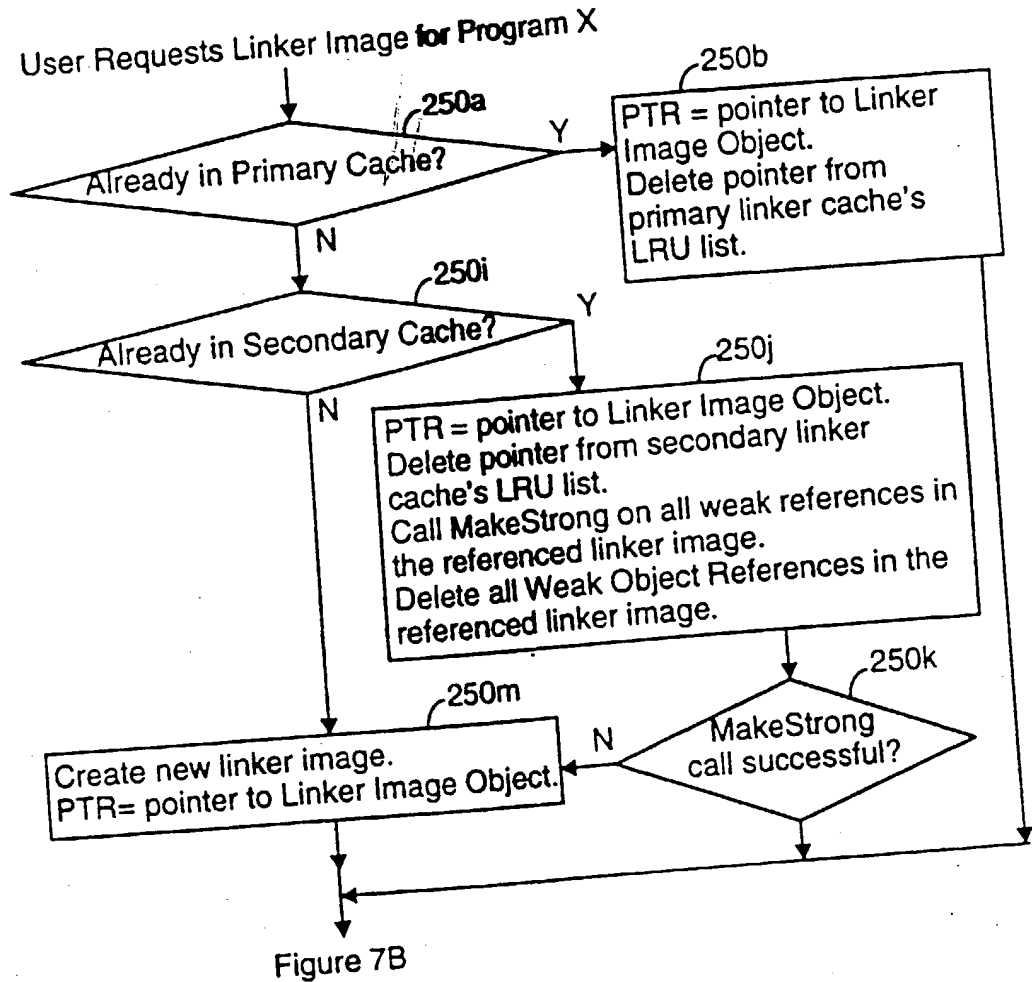 User Requests Linker Image for Program X
250a
Already in Primary Cache?
Y
N
250b
PTR = pointer to Linker
Image Object.
Delete pointer from
primary linker cache's
LRU list.
250i
Already in Secondary Cache?
Y
N
250j
PTR = pointer to Linker Image Object.
Delete pointer from secondary linker
cache's LRU list.
Call MakeStrong on all weak references in
the referenced linker image.
Delete all Weak Object References in the
referenced linker image.
250k
MakeStrong
call successful?
N
250m
Create new linker image.
PTR= pointer to Linker Image Object.
Figure 7B